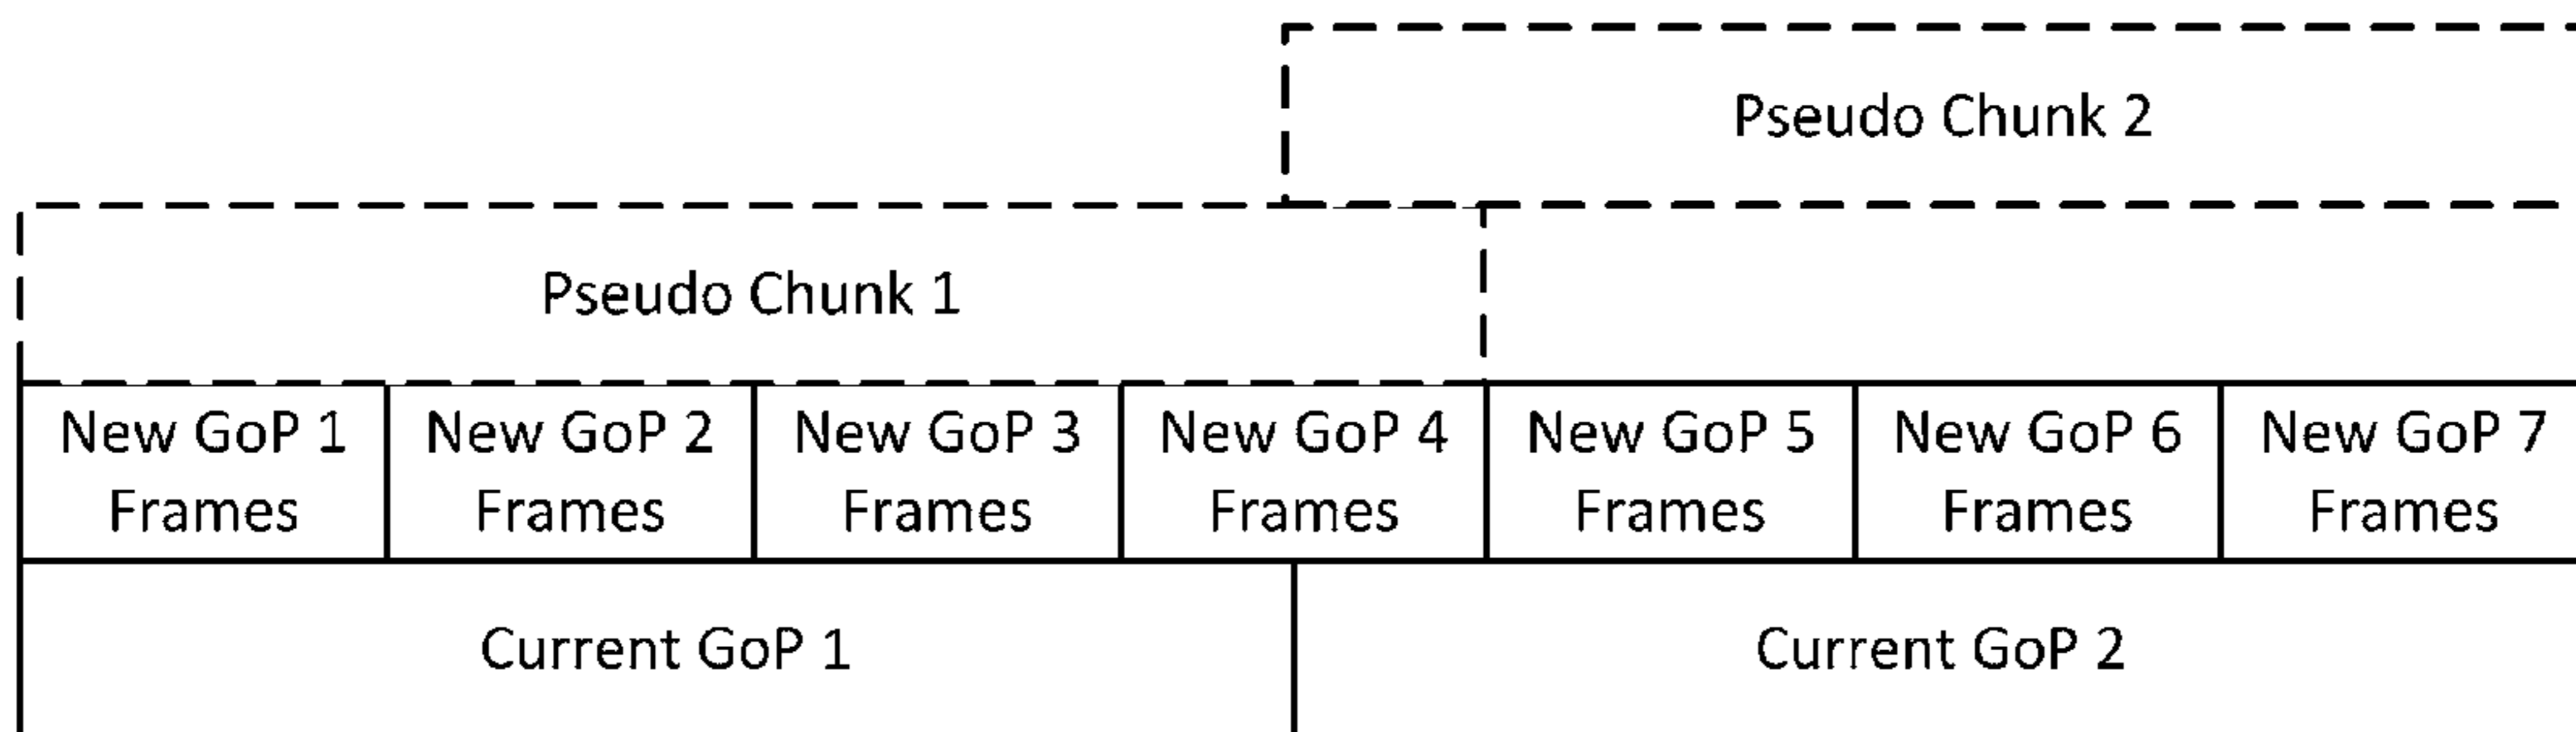 Pseudo Chunk 2
Pseudo Chunk 1
New GoP 1
Frames
New GoP 2
Frames
New GoP 3
Frames
New GoP 4
Frames
New GoP 5
Frames
New GoP 6
Frames
New GoP 7
Frames
Current GoP 1
Current GoP 2